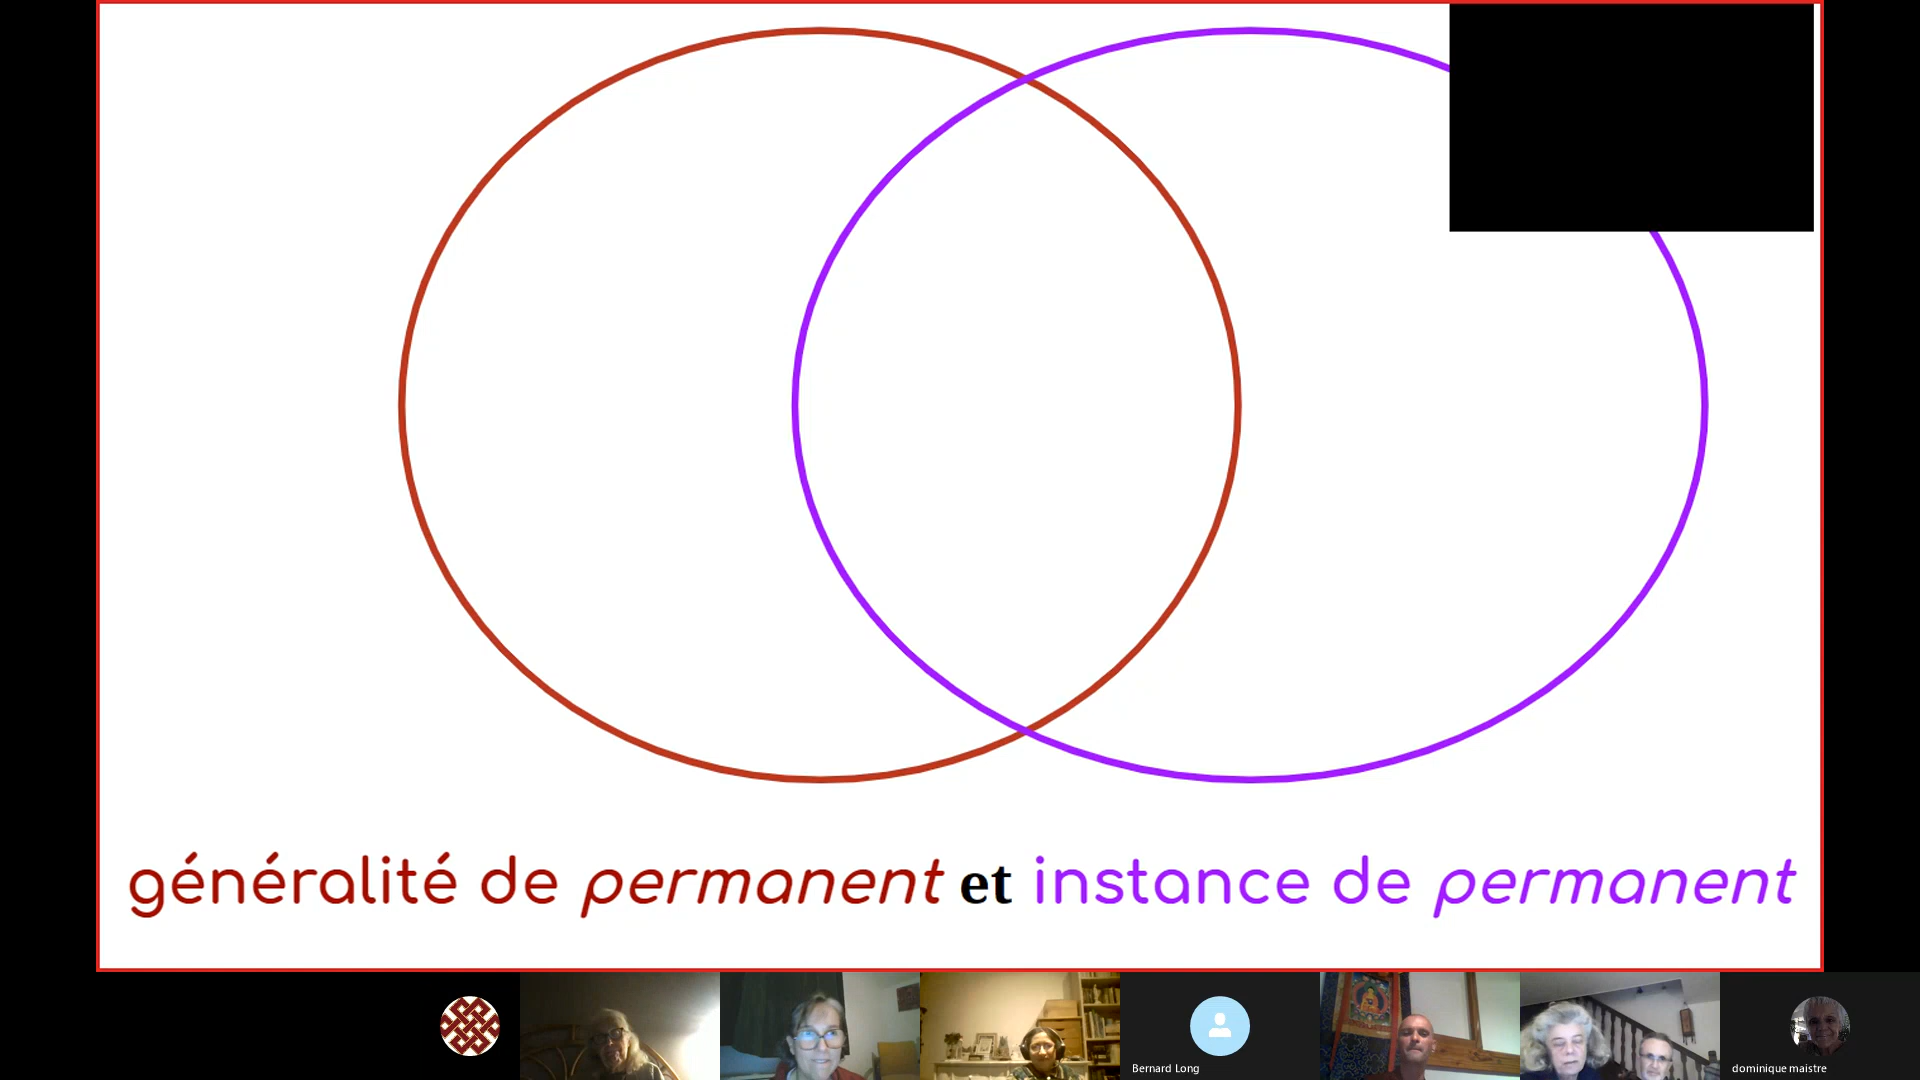 généralité de permanent et instance de permanent
Bernard Long
dominique maistre